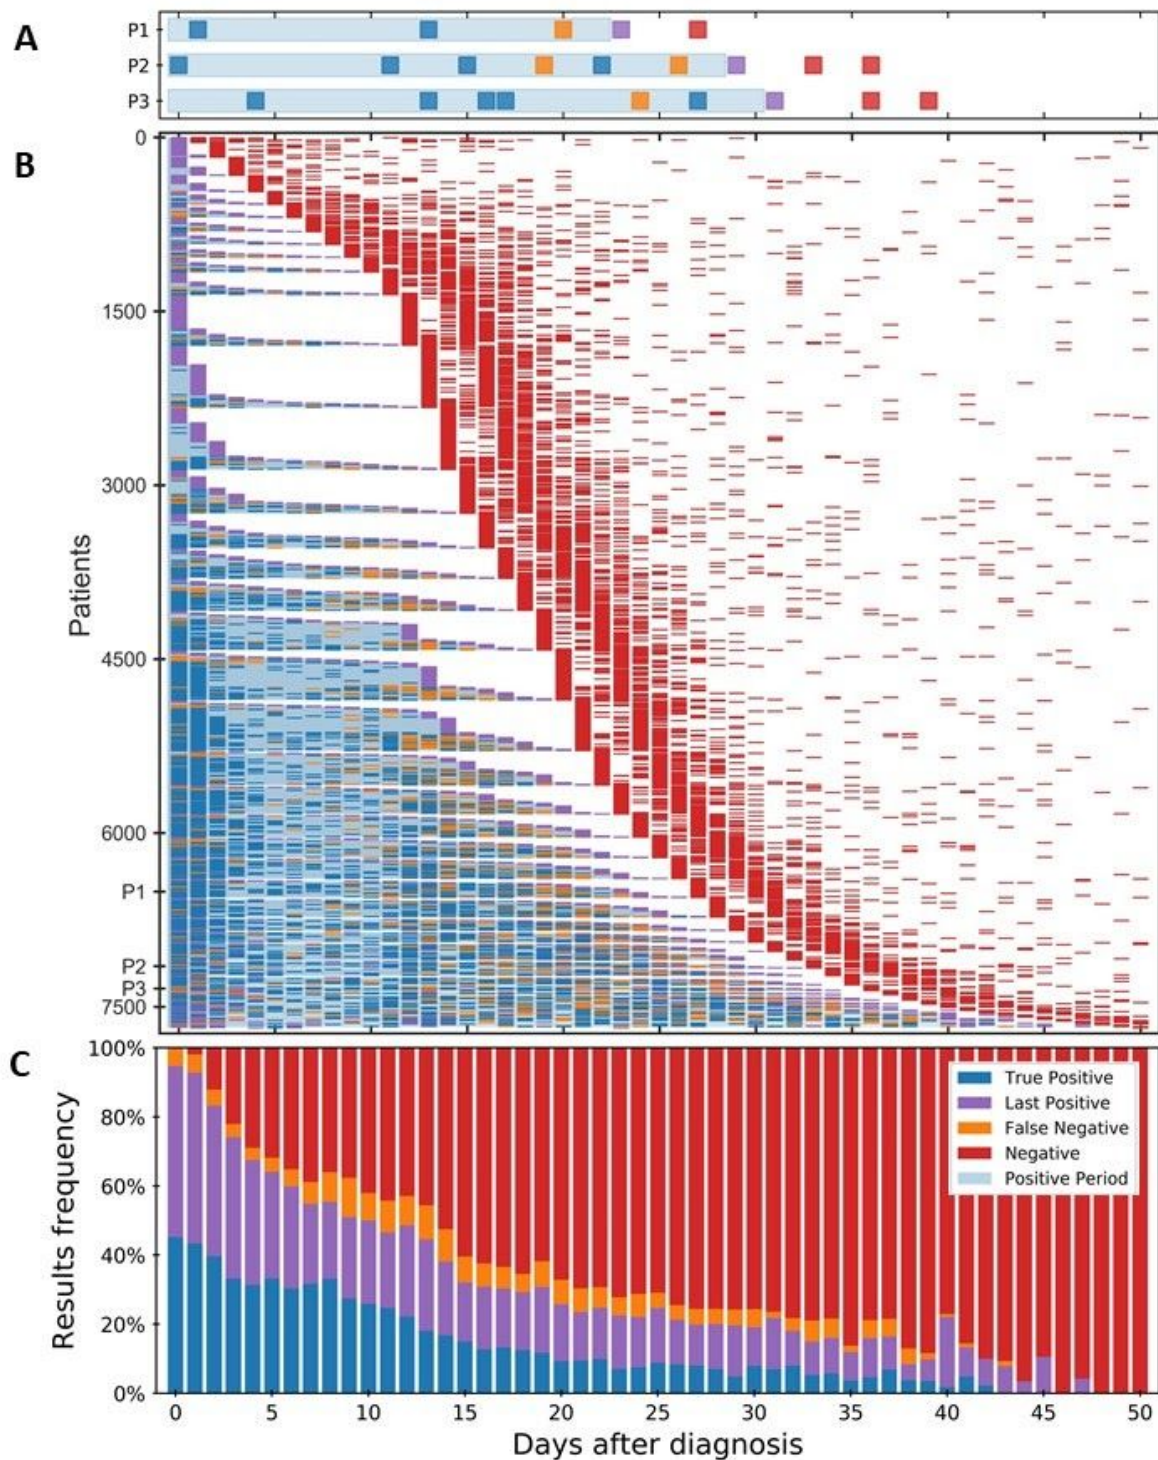 A
P1
P2
P3
B
0
1500
3000
4500
6000
P1
P2
P3
7500
Patients
C
100%
80%
60%
40%
20%
0%
Results frequency
True Positive
Last Positive
False Negative
Negative
Positive Period
0 5 10 15 20 25 30 35 40 45 50
Days after diagnosis